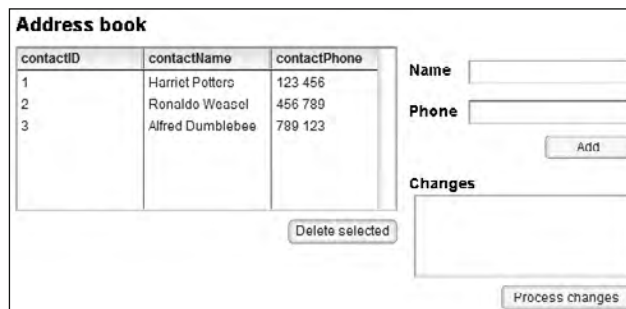 Address book
contactID contactName contactPhone
1 Harriet Potters 123 456
2 Ronaldo Weasel 456 789
3 Alfred Dumblebee 789 123
Delete selected
Name
Phone
Add
Changes
Process changes